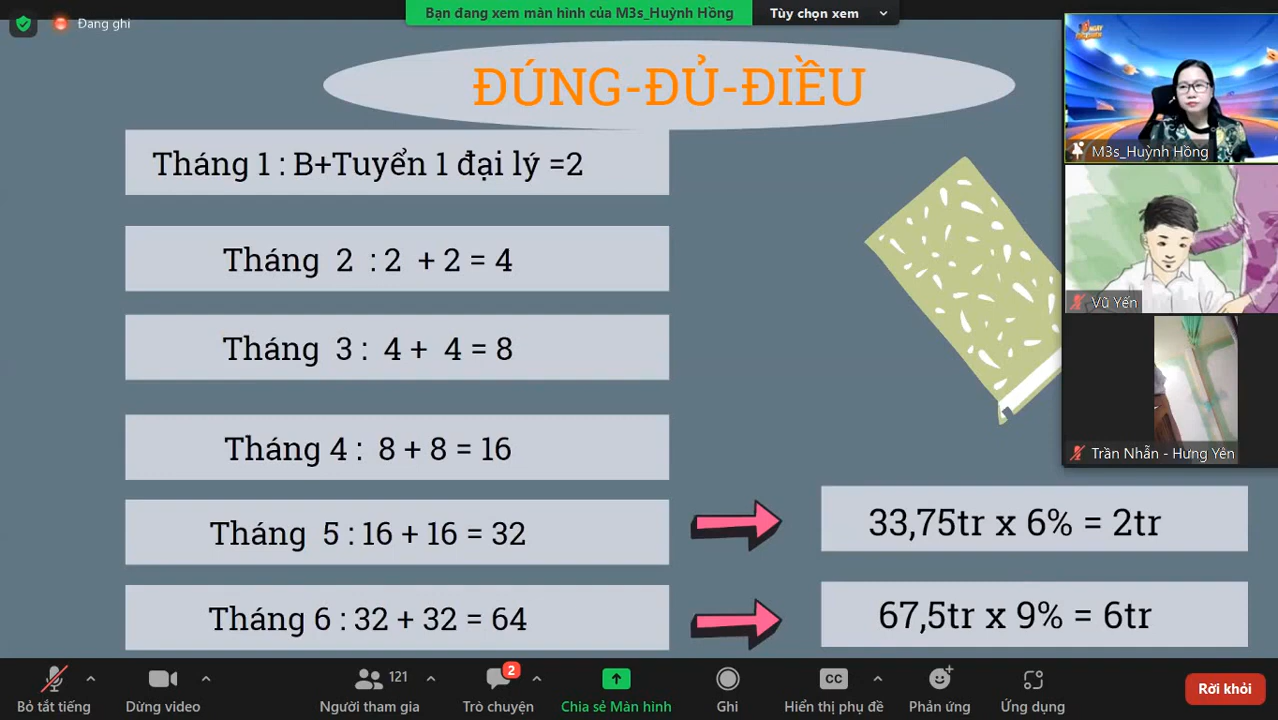 Đang ghi
Bạn đang xem màn hình của M3s_Huỳnh Hồng
Tùy chọn xem
ĐÚNG-ĐỦ-ĐIỀU
Tháng 1 : B+Tuyển 1 đại lý =2
Tháng 2 : 2 + 2 = 4
Tháng 3 : 4 + 4 = 8
Tháng 4 : 8 + 8 = 16
Tháng 5 : 16 + 16 = 32
33,75tr x 6% = 2tr
Tháng 6 : 32 + 32 = 64
67,5tr x 9% = 6tr
M3s_Huỳnh Hồng
Vũ Yến
Trần Nhẫn - Hưng Yên
Bỏ tắt tiếng
Dừng video
121
Người tham gia
2
Trò chuyện
Chia sẻ Màn hình
Ghi
CC
Hiển thị phụ đề
Phản ứng
Ứng dụng
Rời khỏi